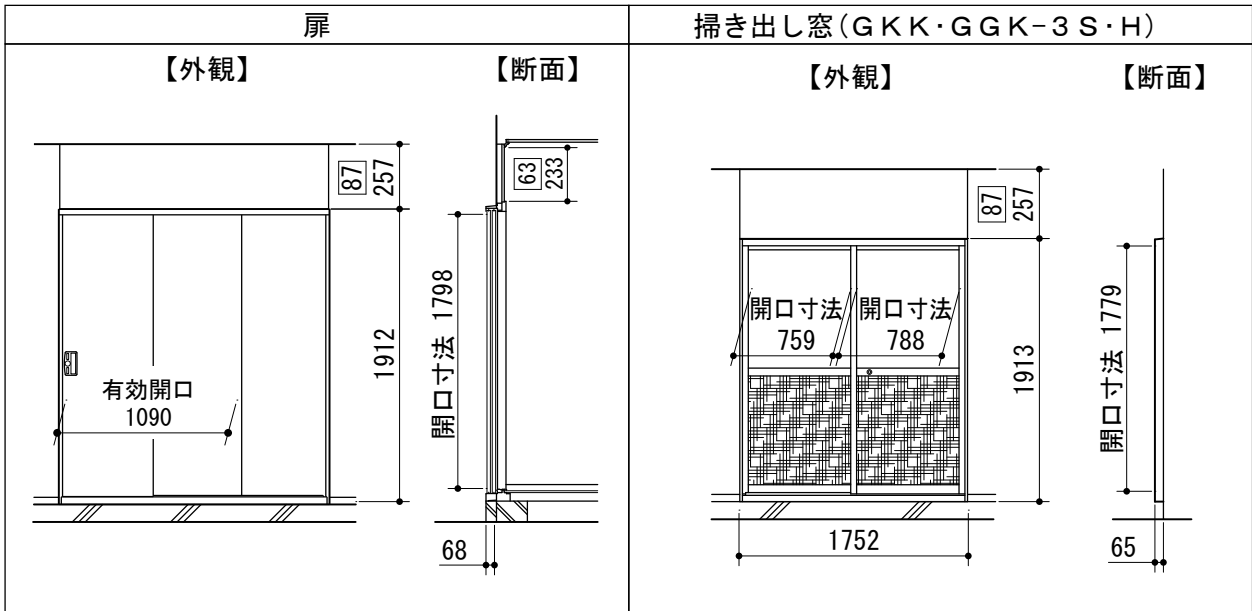 扉
【外観】
【断面】
87
257
1912
有効開口
1090
63
233
開口寸法 1798
68
掃き出し窓(GKK・GGK-3S・H)
【外観】
【断面】
87
257
開口寸法
759
開口寸法
788
1913
1752
開口寸法 1779
65